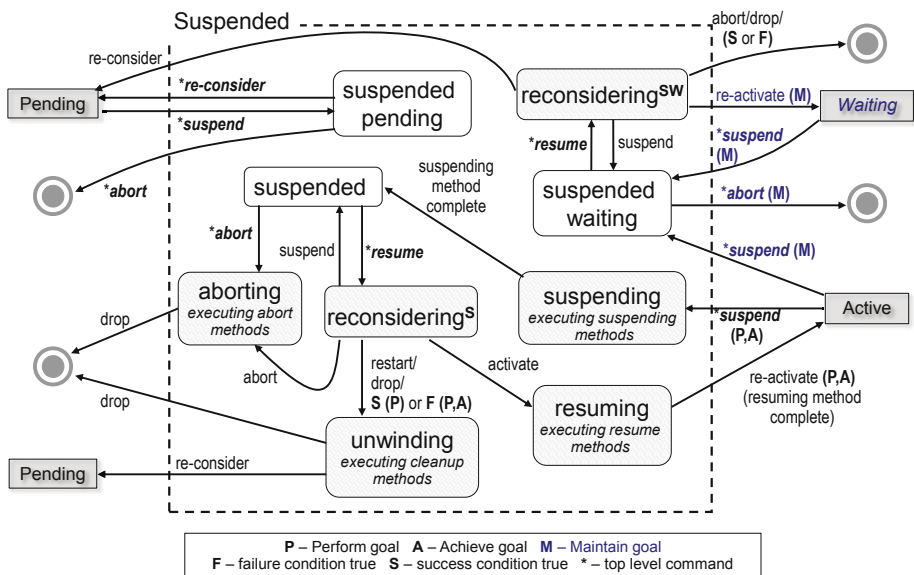 Suspended
abort/drop/
(S or F)
re-consider
Pending
*re-consider
*suspend
suspended
pending
*abort
reconsideringSW
re-activate (M)
Waiting
*suspend
(M)
*resume
suspend
suspended
waiting
*abort (M)
*suspend (M)
suspending
method
complete
suspended
*abort
suspend
*resume
aborting
executing abort
methods
reconsideringS
suspending
executing suspending
methods
*suspend
(P,A)
Active
drop
abort
restart/
drop/
S (P) or F (P,A)
activate
re-activate (P,A)
(resuming method
complete)
resuming
executing resume
methods
drop
unwinding
executing cleanup
methods
Pending
re-consider
P – Perform goal A – Achieve goal M – Maintain goal
F – failure condition true S – success condition true * – top level command